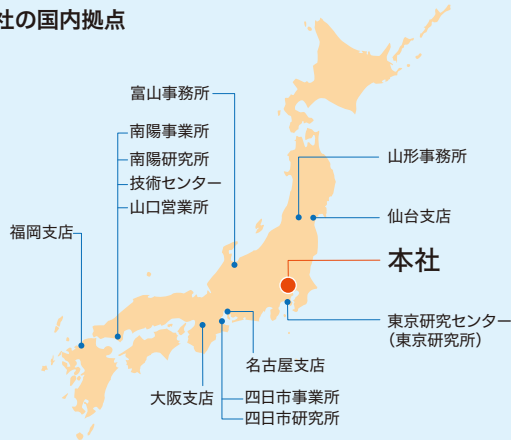 社の国内拠点
富山事務所
南陽事業所
南陽研究所
技術センター
山口営業所
福岡支店
山形事務所
仙台支店
本社
東京研究センター
（東京研究所）
名古屋支店
大阪支店
四日市事業所
四日市研究所